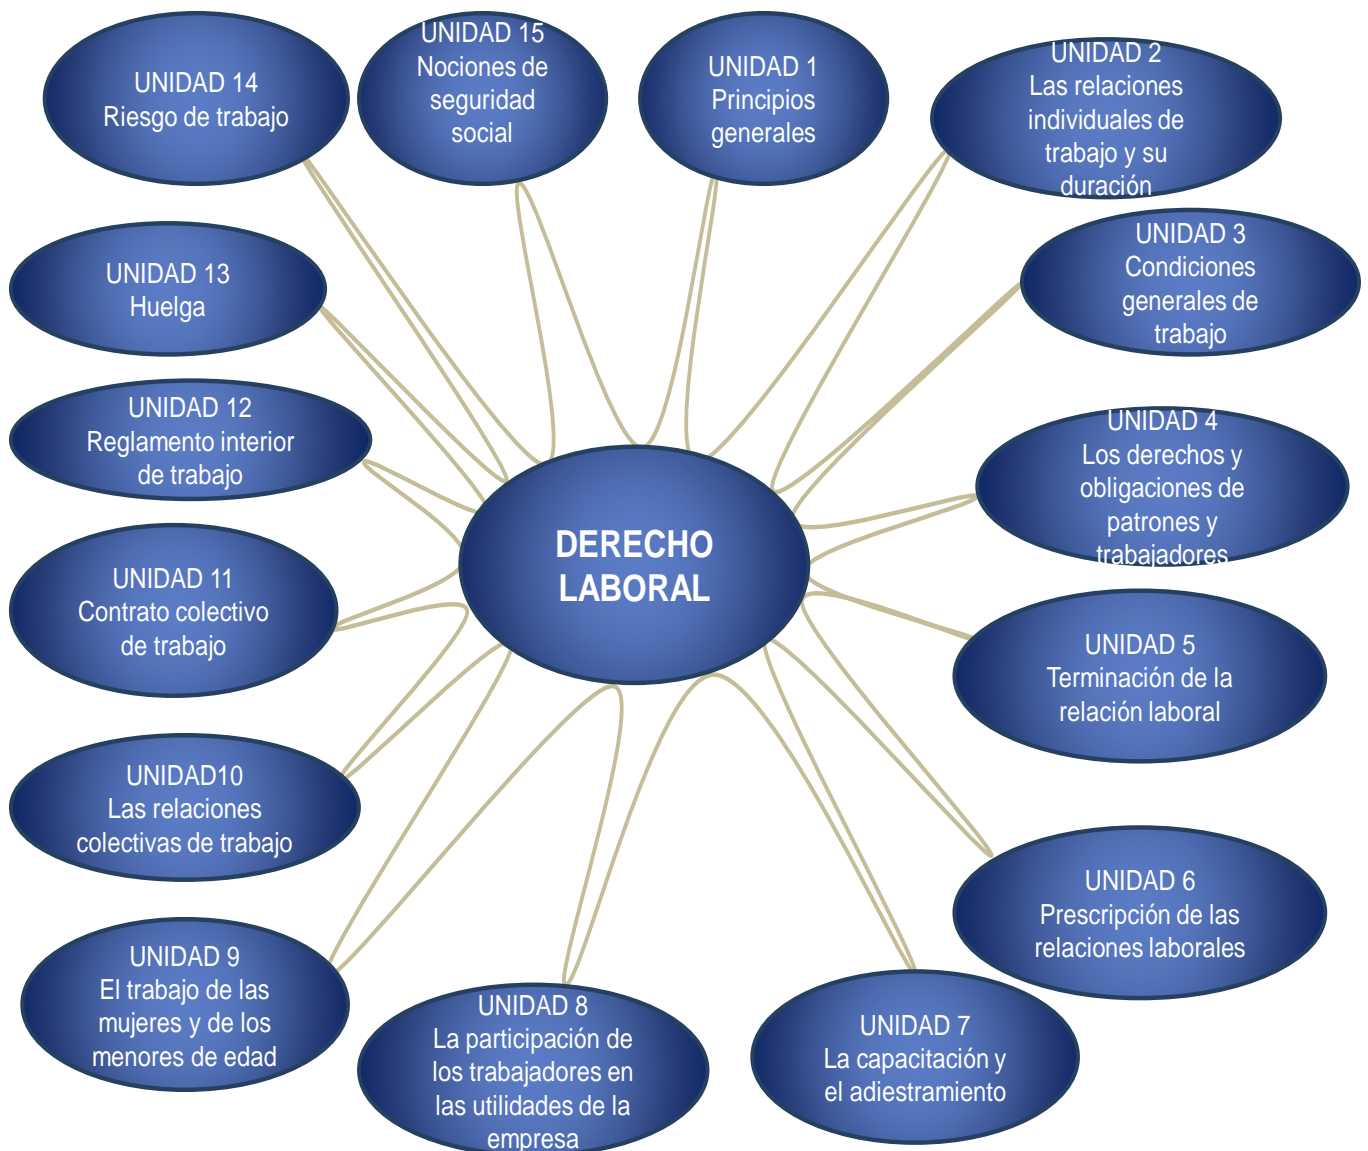 UNIDAD 14
Riesgo de trabajo
UNIDAD 15
Nociones de
seguridad
social
UNIDAD 1
Principios
generales
UNIDAD 2
Las relaciones
individuales de
trabajo y su
duración
UNIDAD 13
Huelga
UNIDAD 3
Condiciones
generales de
trabajo
UNIDAD 12
Reglamento interior
de trabajo
UNIDAD 4
Los derechos y
obligaciones de
patrones y
trabajadores
DERECHO
LABORAL
UNIDAD 11
Contrato colectivo
de trabajo
UNIDAD 5
Terminación de la
relación laboral
UNIDAD10
Las relaciones
colectivas de trabajo
UNIDAD 6
Prescripción de las
relaciones laborales
UNIDAD 9
El trabajo de las
mujeres y de los
menores de edad
UNIDAD 8
La participación de
los trabajadores en
las utilidades de la
empresa
UNIDAD 7
La capacitación y
el adiestramiento